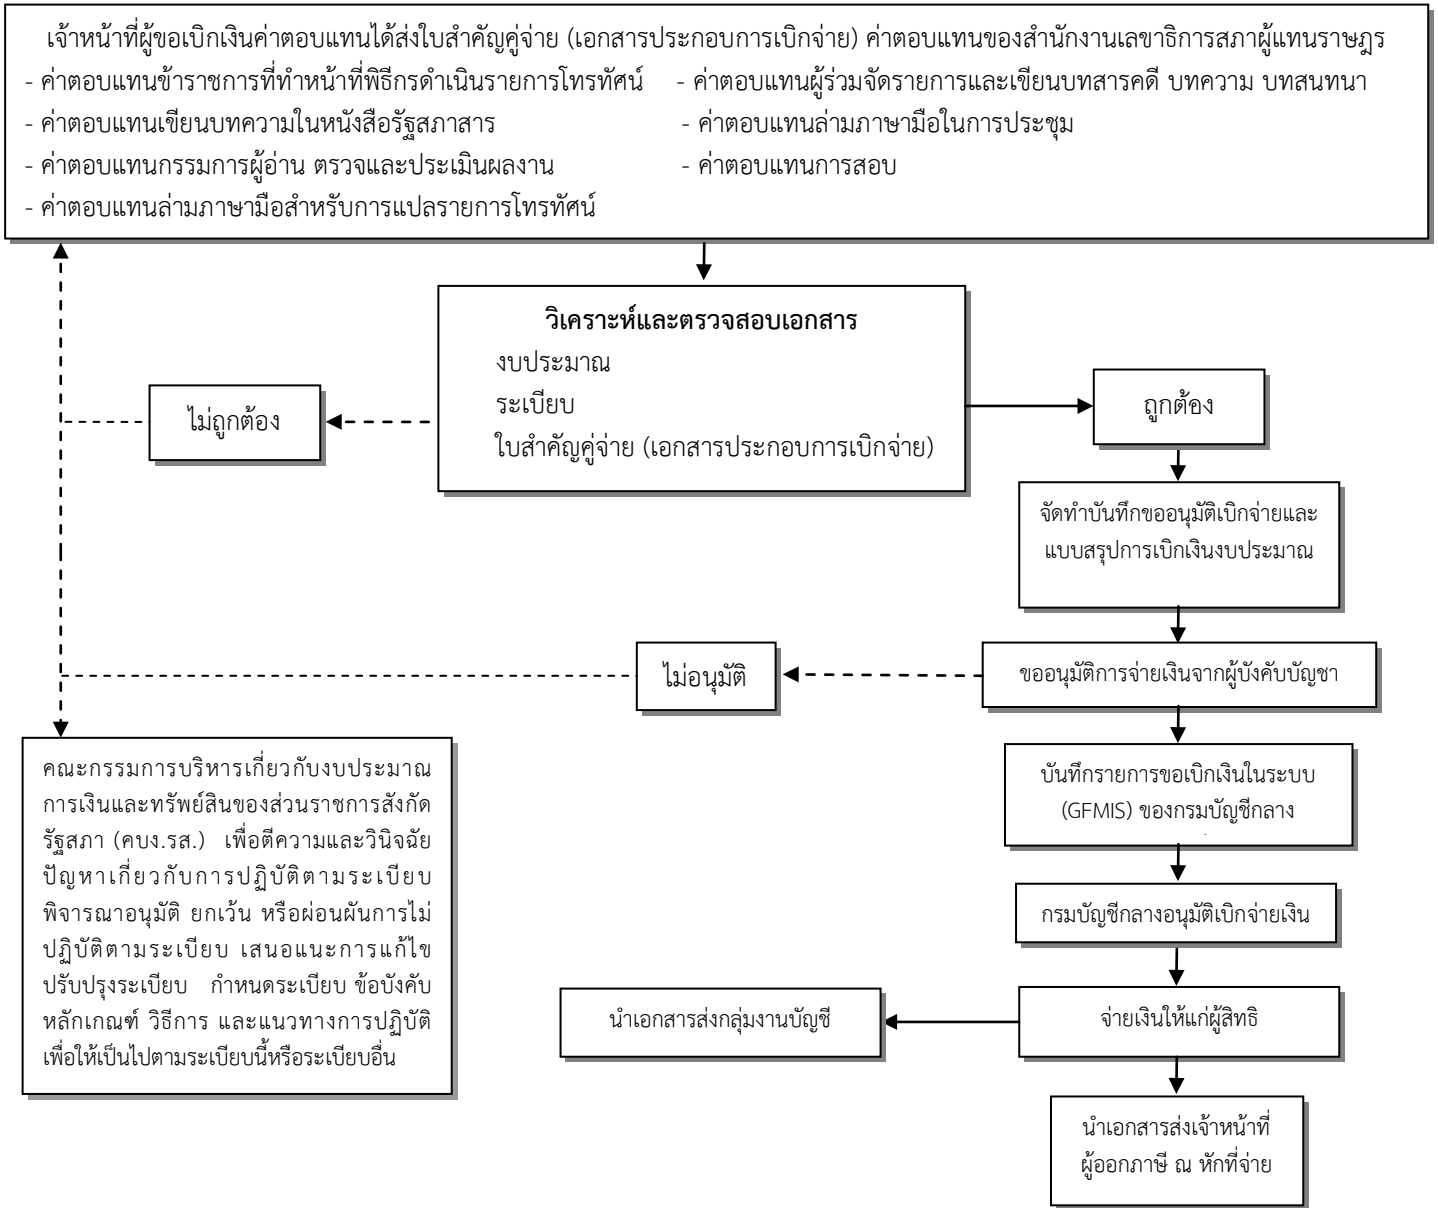 เจ้าหน้าที่ผู้ขอเบิกเงินค่าตอบแทนได้ส่งใบสำคัญคู่จ่าย (เอกสารประกอบการเบิกจ่าย) ค่าตอบแทนของสำนักงานเลขาธิการสภาผู้แทนราษฎร
- ค่าตอบแทนข้าราชการที่ทำหน้าที่พิธีกรดำเนินรายการโทรทัศน์ - ค่าตอบแทนผู้ร่วมจัดรายการและเขียนบทสารคดี บทความ บทสนทนา
- ค่าตอบแทนเขียนบทความในหนังสือรัฐสภาสาร - ค่าตอบแทนล่ามภาษามือในการประชุม
- ค่าตอบแทนกรรมการผู้อ่าน ตรวจและประเมินผลงาน - ค่าตอบแทนการสอบ
- ค่าตอบแทนล่ามภาษามือสำหรับการแปลรายการโทรทัศน์
วิเคราะห์และตรวจสอบเอกสาร
งบประมาณ
ระเบียบ
ใบสำคัญคู่จ่าย (เอกสารประกอบการเบิกจ่าย)
ไม่ถูกต้อง
ถูกต้อง
จัดทำบันทึกขออนุมัติเบิกจ่ายและ
แบบสรุปการเบิกเงินงบประมาณ
ไม่อนุมัติ
ขออนุมัติการจ่ายเงินจากผู้บังคับบัญชา
คณะกรรมการบริหารเกี่ยวกับงบประมาณ
การเงินและทรัพย์สินของส่วนราชการสังกัด
รัฐสภา (คบง.รส.) เพื่อตีความและวินิจฉัย
ปัญหาเกี่ยวกับการปฏิบัติตามระเบียบ
พิจารณาอนุมัติ ยกเว้น หรือผ่อนผันการไม่
ปฏิบัติตามระเบียบ เสนอแนะการแก้ไข
ปรับปรุงระเบียบ กำหนดระเบียบ ข้อบังคับ
หลักเกณฑ์ วิธีการ และแนวทางการปฏิบัติ
เพื่อให้เป็นไปตามระเบียบนี้หรือระเบียบอื่น
บันทึกรายการขอเบิกเงินในระบบ
(GFMIS) ของกรมบัญชีกลาง
กรมบัญชีกลางอนุมัติเบิกจ่ายเงิน
นำเอกสารส่งกลุ่มงานบัญชี
จ่ายเงินให้แก่ผู้สิทธิ
นำเอกสารส่งเจ้าหน้าที่
ผู้ออกภาษี ณ หักที่จ่าย